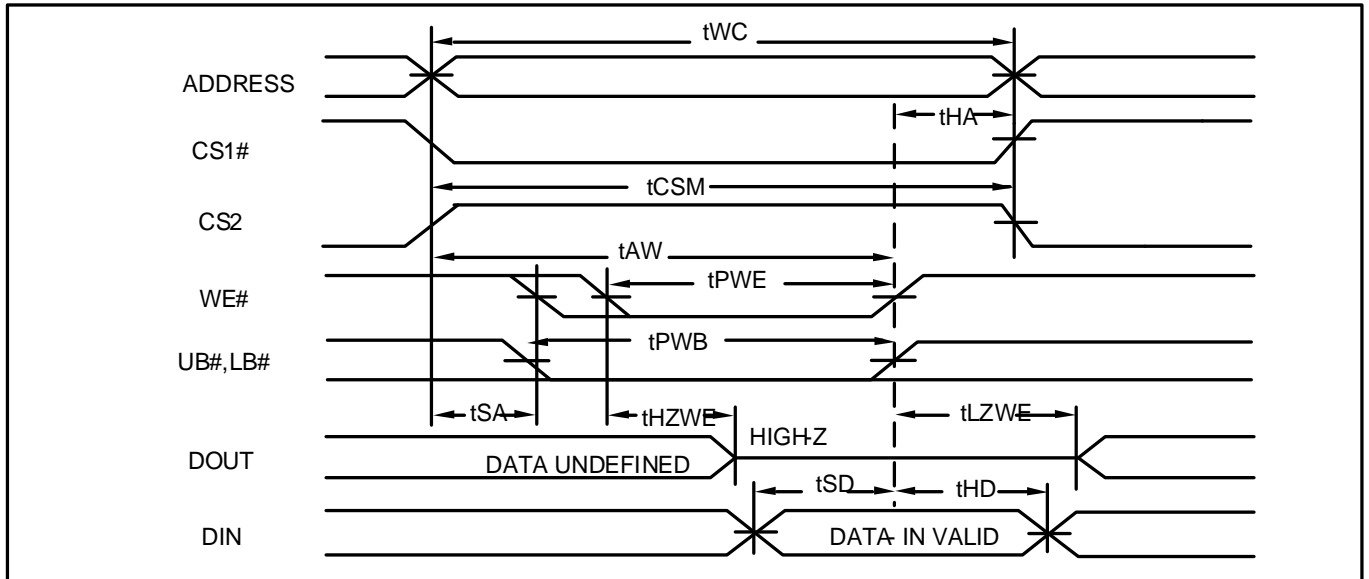 tWC
ADDRESS
tHA
CS1#
tCSM
CS2
tAW
tPWE
WE#
tPWB
UB#,LB#
tSA
tHZWE
tLZWE
HIGH-Z
DOUT
DATA UNDEFINED
tSD
tHD
DIN
DATA- IN VALID